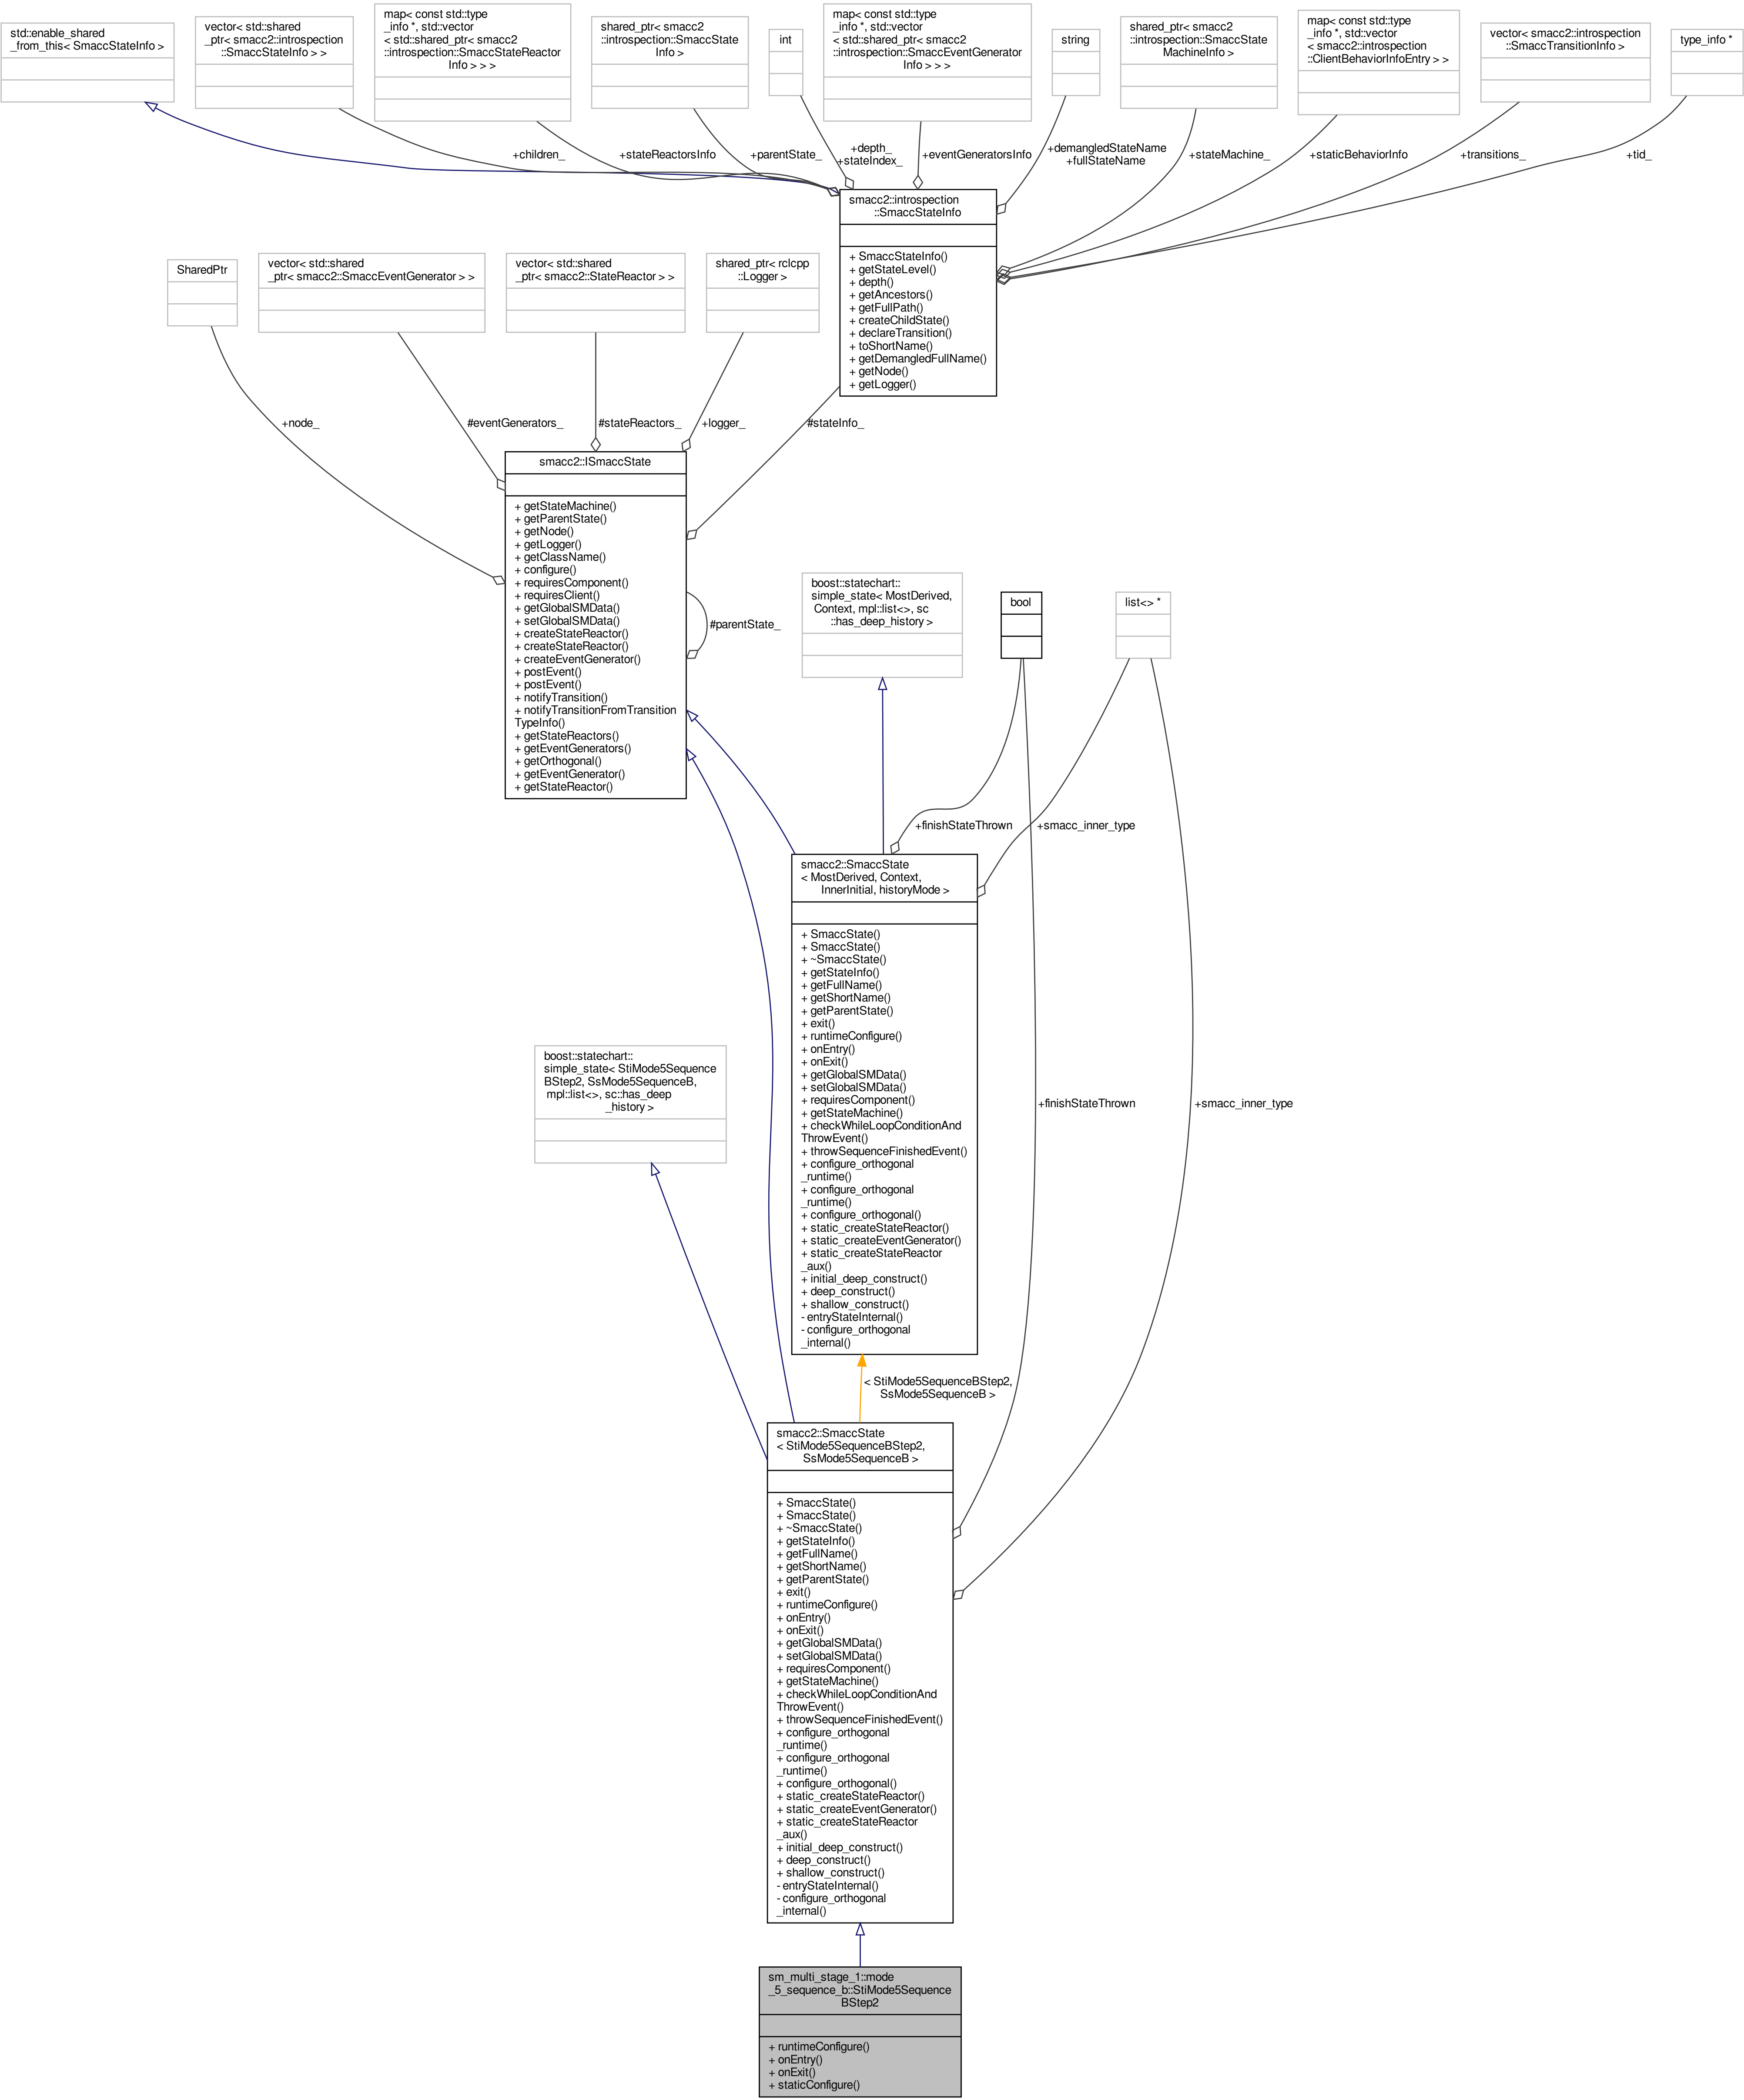 std::enable_shared
_from_this< SmaccStateInfo >
vector< std::shared
_ptr< smacc2::introspection
::SmaccStateInfo > >
map< const std::type
_info *, std::vector
< std::shared_ptr< smacc2
::introspection::SmaccStateReactor
Info > > >
shared_ptr< smacc2
::introspection::SmaccState
Info >
int
map< const std::type
_info *, std::vector
< std::shared_ptr< smacc2
::introspection::SmaccEventGenerator
Info > > >
string
shared_ptr< smacc2
::introspection::SmaccState
MachineInfo >
map< const std::type
_info *, std::vector
< smacc2::introspection
::ClientBehaviorInfoEntry > >
vector< smacc2::introspection
::SmaccTransitionInfo >
type_info *
+children_
+stateReactorsInfo
+parentState_
+depth_
+stateIndex_
+eventGeneratorsInfo
+demangledStateName
+fullStateName
+stateMachine_
+staticBehaviorInfo
+transitions_
+tid_
smacc2::introspection
::SmaccStateInfo
+ SmaccStateInfo()
+ getStateLevel()
+ depth()
+ getAncestors()
+ getFullPath()
+ createChildState()
+ declareTransition()
+ toShortName()
+ getDemangledFullName()
+ getNode()
+ getLogger()
SharedPtr
vector< std::shared
_ptr< smacc2::SmaccEventGenerator > >
vector< std::shared
_ptr< smacc2::StateReactor > >
shared_ptr< rclcpp
::Logger >
+node_
#eventGenerators_
#stateReactors_
+logger_
#stateInfo_
smacc2::ISmaccState
+ getStateMachine()
+ getParentState()
+ getNode()
+ getLogger()
+ getClassName()
+ configure()
+ requiresComponent()
+ requiresClient()
+ getGlobalSMData()
+ setGlobalSMData()
+ createStateReactor()
+ createStateReactor()
+ createEventGenerator()
+ postEvent()
+ postEvent()
+ notifyTransition()
+ notifyTransitionFromTransition
TypeInfo()
+ getStateReactors()
+ getEventGenerators()
+ getOrthogonal()
+ getEventGenerator()
+ getStateReactor()
#parentState_
boost::statechart::
simple_state< MostDerived,
Context, mpl::list<>, sc
::has_deep_history >
bool
list<> *
+finishStateThrown
+smacc_inner_type
smacc2::SmaccState
< MostDerived, Context,
InnerInitial, historyMode >
+ SmaccState()
+ SmaccState()
+ ~SmaccState()
+ getStateInfo()
+ getFullName()
+ getShortName()
+ getParentState()
+ exit()
+ runtimeConfigure()
+ onEntry()
+ onExit()
+ getGlobalSMData()
+ setGlobalSMData()
+ requiresComponent()
+ getStateMachine()
+ checkWhileLoopConditionAnd
ThrowEvent()
+ throwSequenceFinishedEvent()
+ configure_orthogonal
_runtime()
+ configure_orthogonal
_runtime()
+ configure_orthogonal()
+ static_createStateReactor()
+ static_createEventGenerator()
+ static_createStateReactor
_aux()
+ initial_deep_construct()
+ deep_construct()
+ shallow_construct()
- entryStateInternal()
- configure_orthogonal
_internal()
boost::statechart::
simple_state< StiMode5Sequence
BStep2, SsMode5SequenceB,
mpl::list<>, sc::has_deep
_history >
+finishStateThrown
+smacc_inner_type
< StiMode5SequenceBStep2,
SsMode5SequenceB >
smacc2::SmaccState
< StiMode5SequenceBStep2,
SsMode5SequenceB >
+ SmaccState()
+ SmaccState()
+ ~SmaccState()
+ getStateInfo()
+ getFullName()
+ getShortName()
+ getParentState()
+ exit()
+ runtimeConfigure()
+ onEntry()
+ onExit()
+ getGlobalSMData()
+ setGlobalSMData()
+ requiresComponent()
+ getStateMachine()
+ checkWhileLoopConditionAnd
ThrowEvent()
+ throwSequenceFinishedEvent()
+ configure_orthogonal
_runtime()
+ configure_orthogonal
_runtime()
+ configure_orthogonal()
+ static_createStateReactor()
+ static_createEventGenerator()
+ static_createStateReactor
_aux()
+ initial_deep_construct()
+ deep_construct()
+ shallow_construct()
- entryStateInternal()
- configure_orthogonal
_internal()
sm_multi_stage_1::mode
_5_sequence_b::StiMode5Sequence
BStep2
+ runtimeConfigure()
+ onEntry()
+ onExit()
+ staticConfigure()